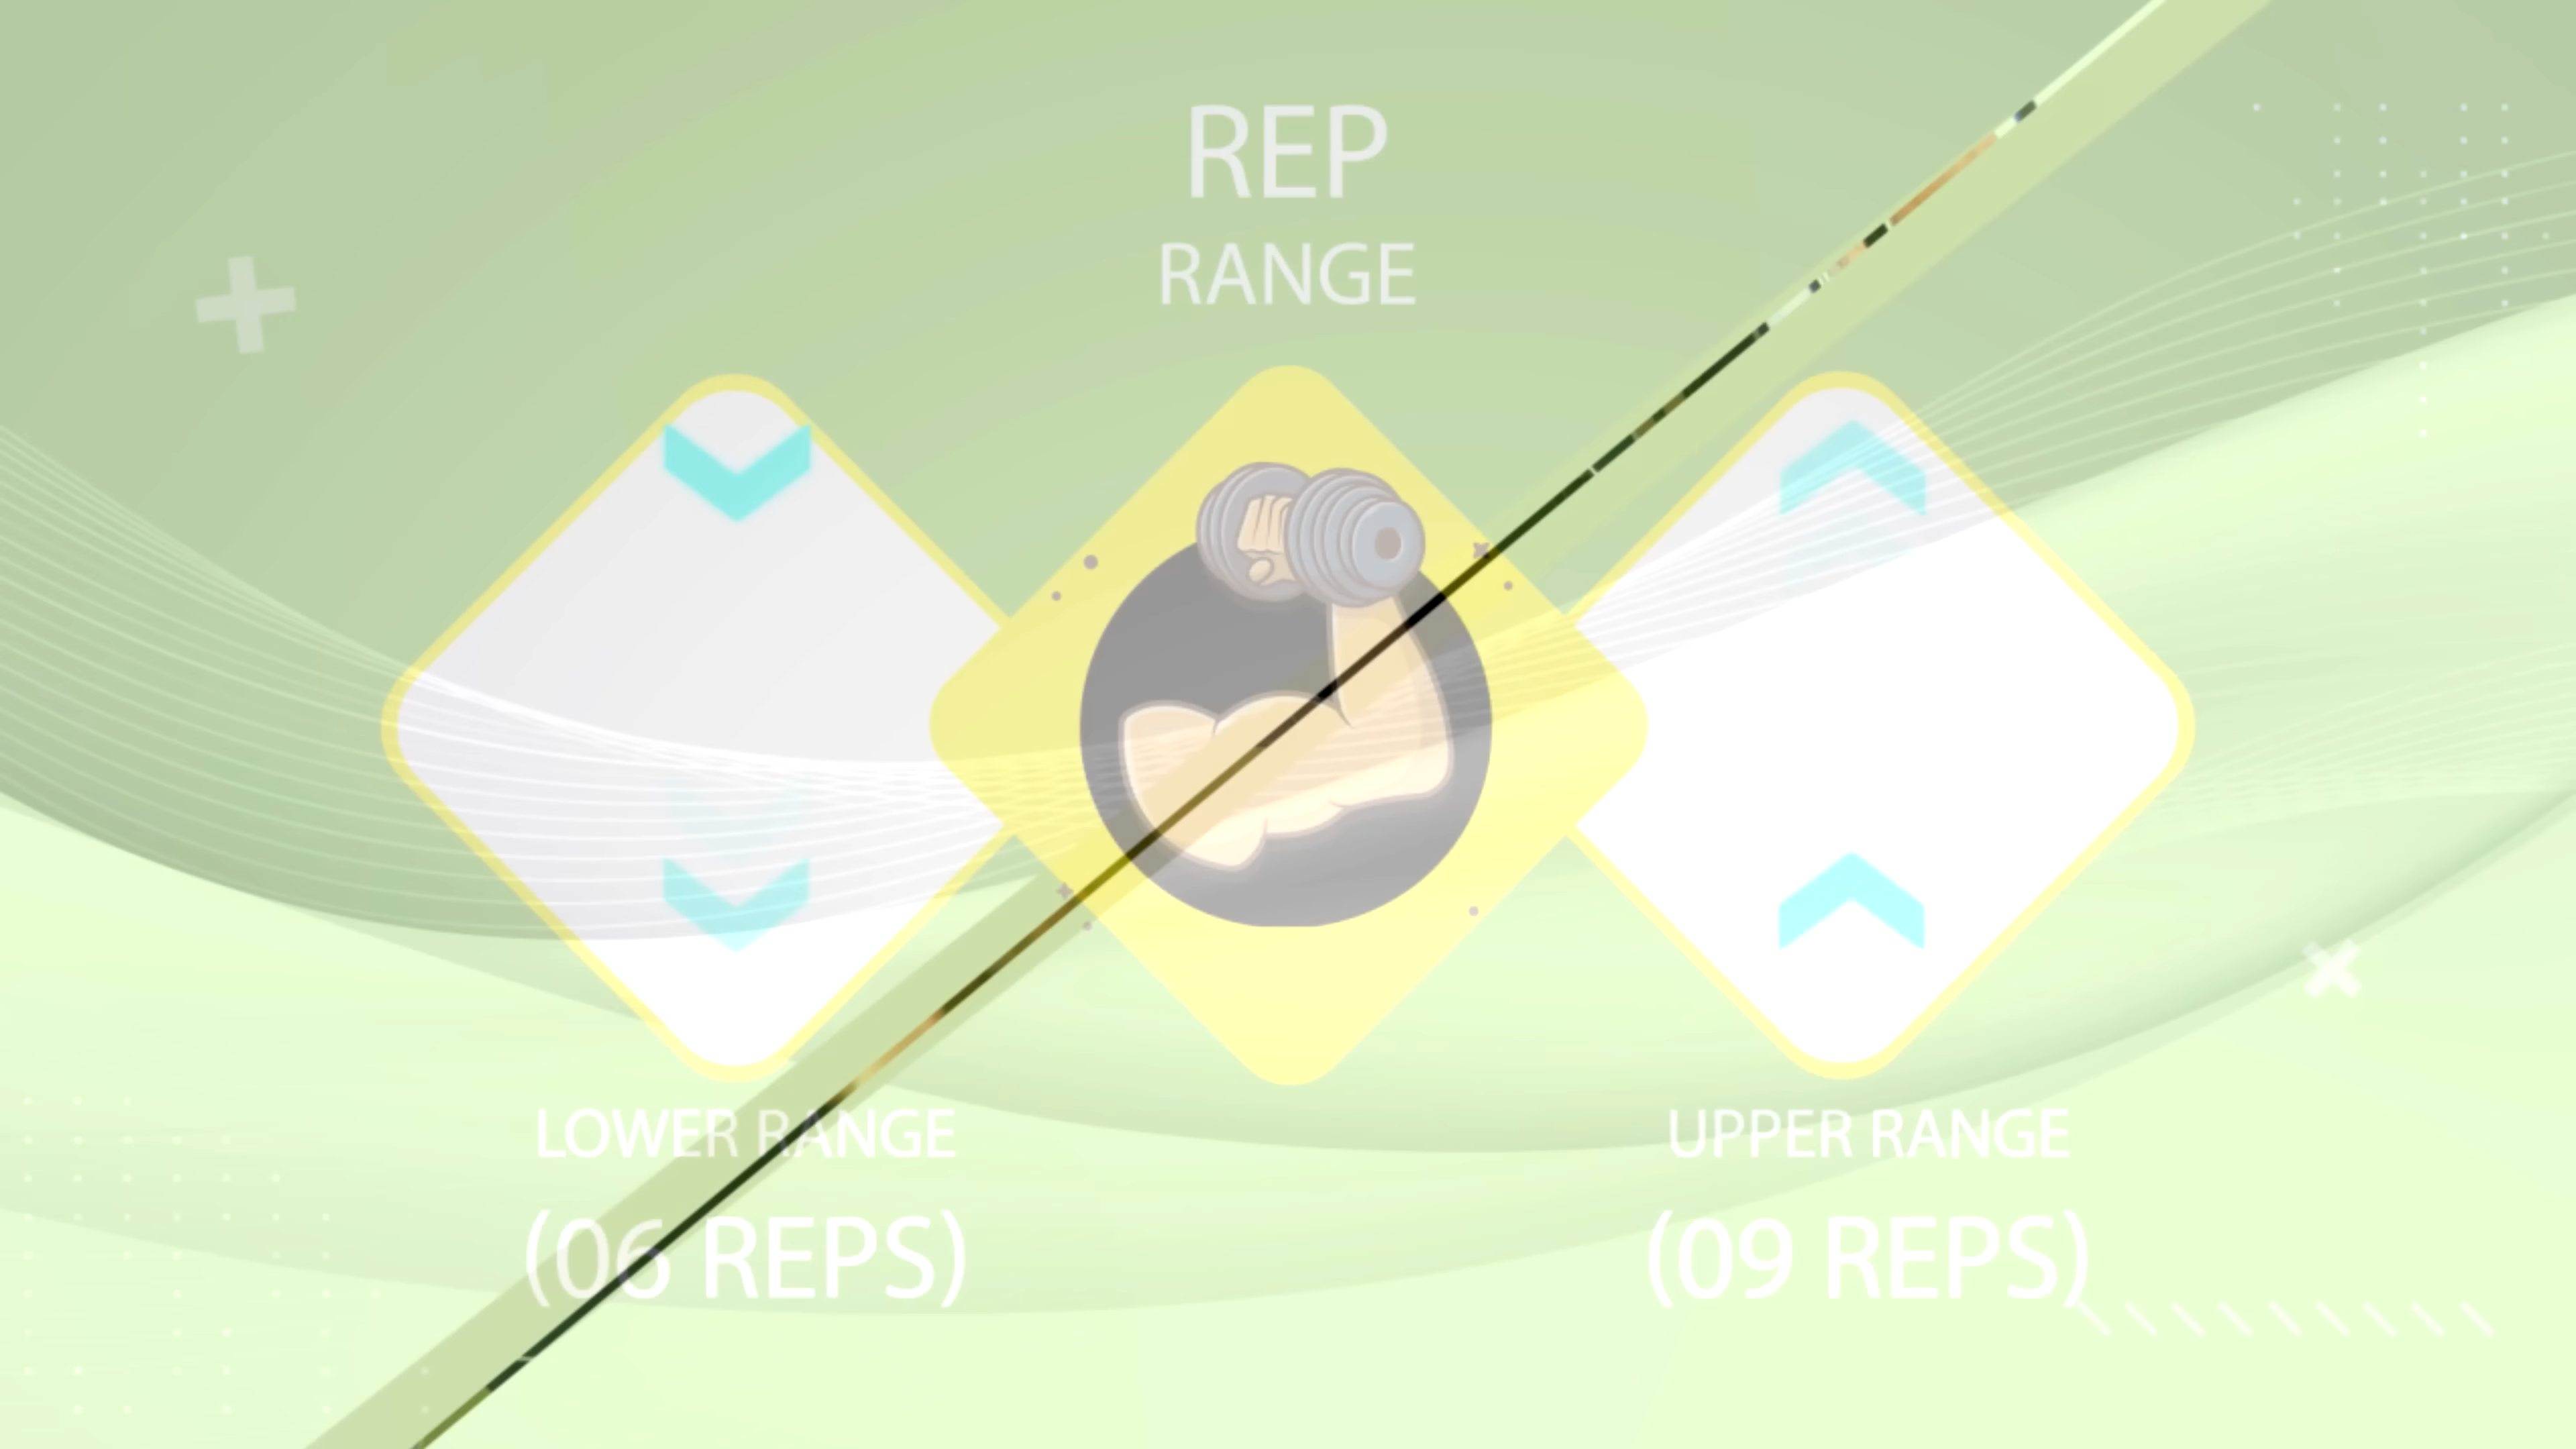 REP
RANGE
LOWER RANGE
(06 REPS)
UPPER RANGE
(09 REPS)